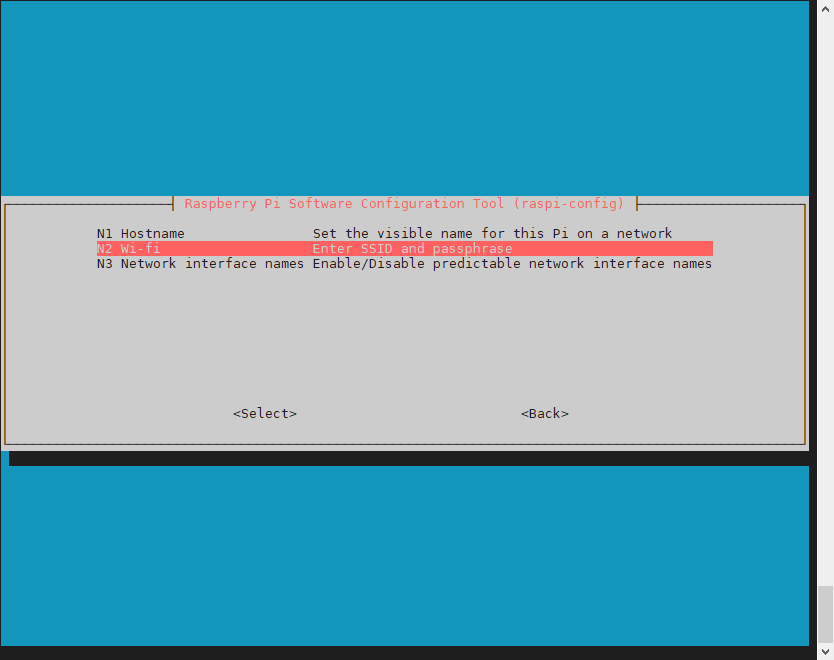 Raspberry Pi Software Configuration Tool (raspi-config)
N1 Hostname Set the visible name for this Pi on a network
N2 Wi-fi Enter SSID and passphrase
N3 Network interface names Enable/Disable predictable network interface names
<Select> <Back>